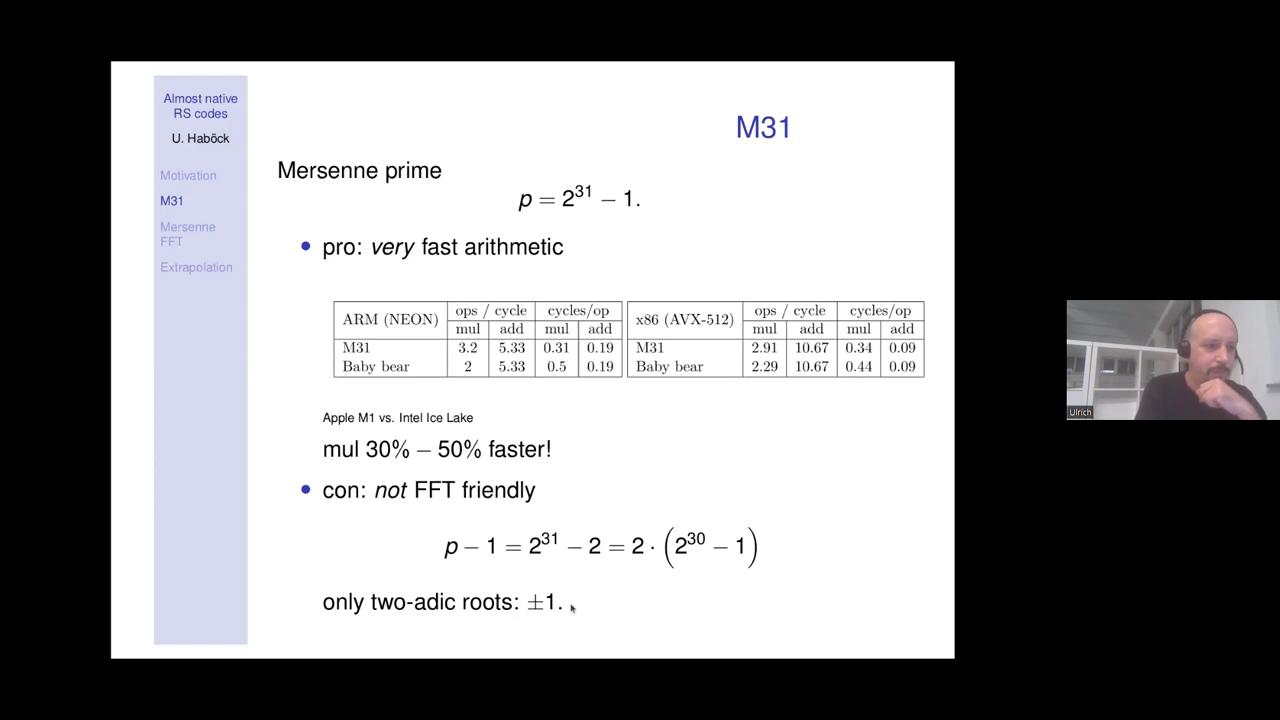 Almost native
RS codes
U. Haböck
Motivation
M31
Mersenne
FFT
Extrapolation
M31
Mersenne prime
p = 2^31 − 1.
• pro: very fast arithmetic
ARM (NEON) ops / cycle cycles/op
mul add mul add
M31 3.2 5.33 0.31 0.19
Baby bear 2 5.33 0.5 0.19
x86 (AVX-512) ops / cycle cycles/op
mul add mul add
M31 2.91 10.67 0.34 0.09
Baby bear 2.29 10.67 0.44 0.09
Apple M1 vs. Intel Ice Lake
mul 30% – 50% faster!
• con: not FFT friendly
p − 1 = 2^31 − 2 = 2 · (2^30 − 1)
only two-adic roots: ±1.
Ulrich